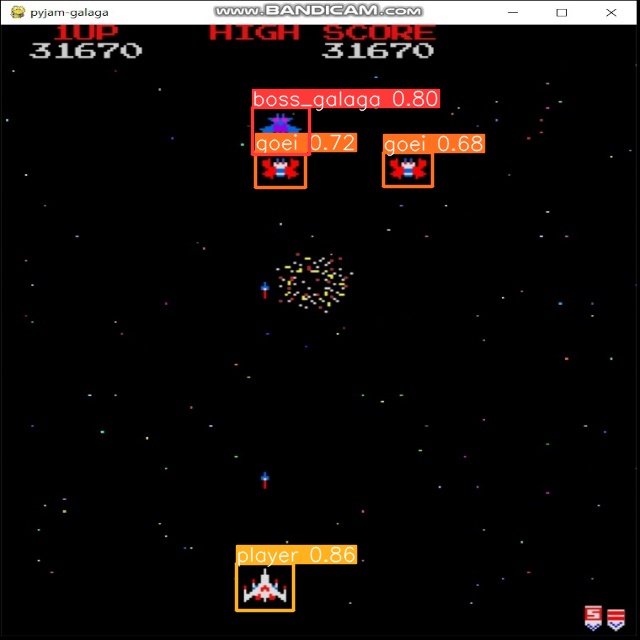 pyjam-galaga
www.BANDICAM.com
1UP HIGH SCORE
31670 31670
boss_galaga 0.80
goei 0.72 goei 0.68
player 0.86
5